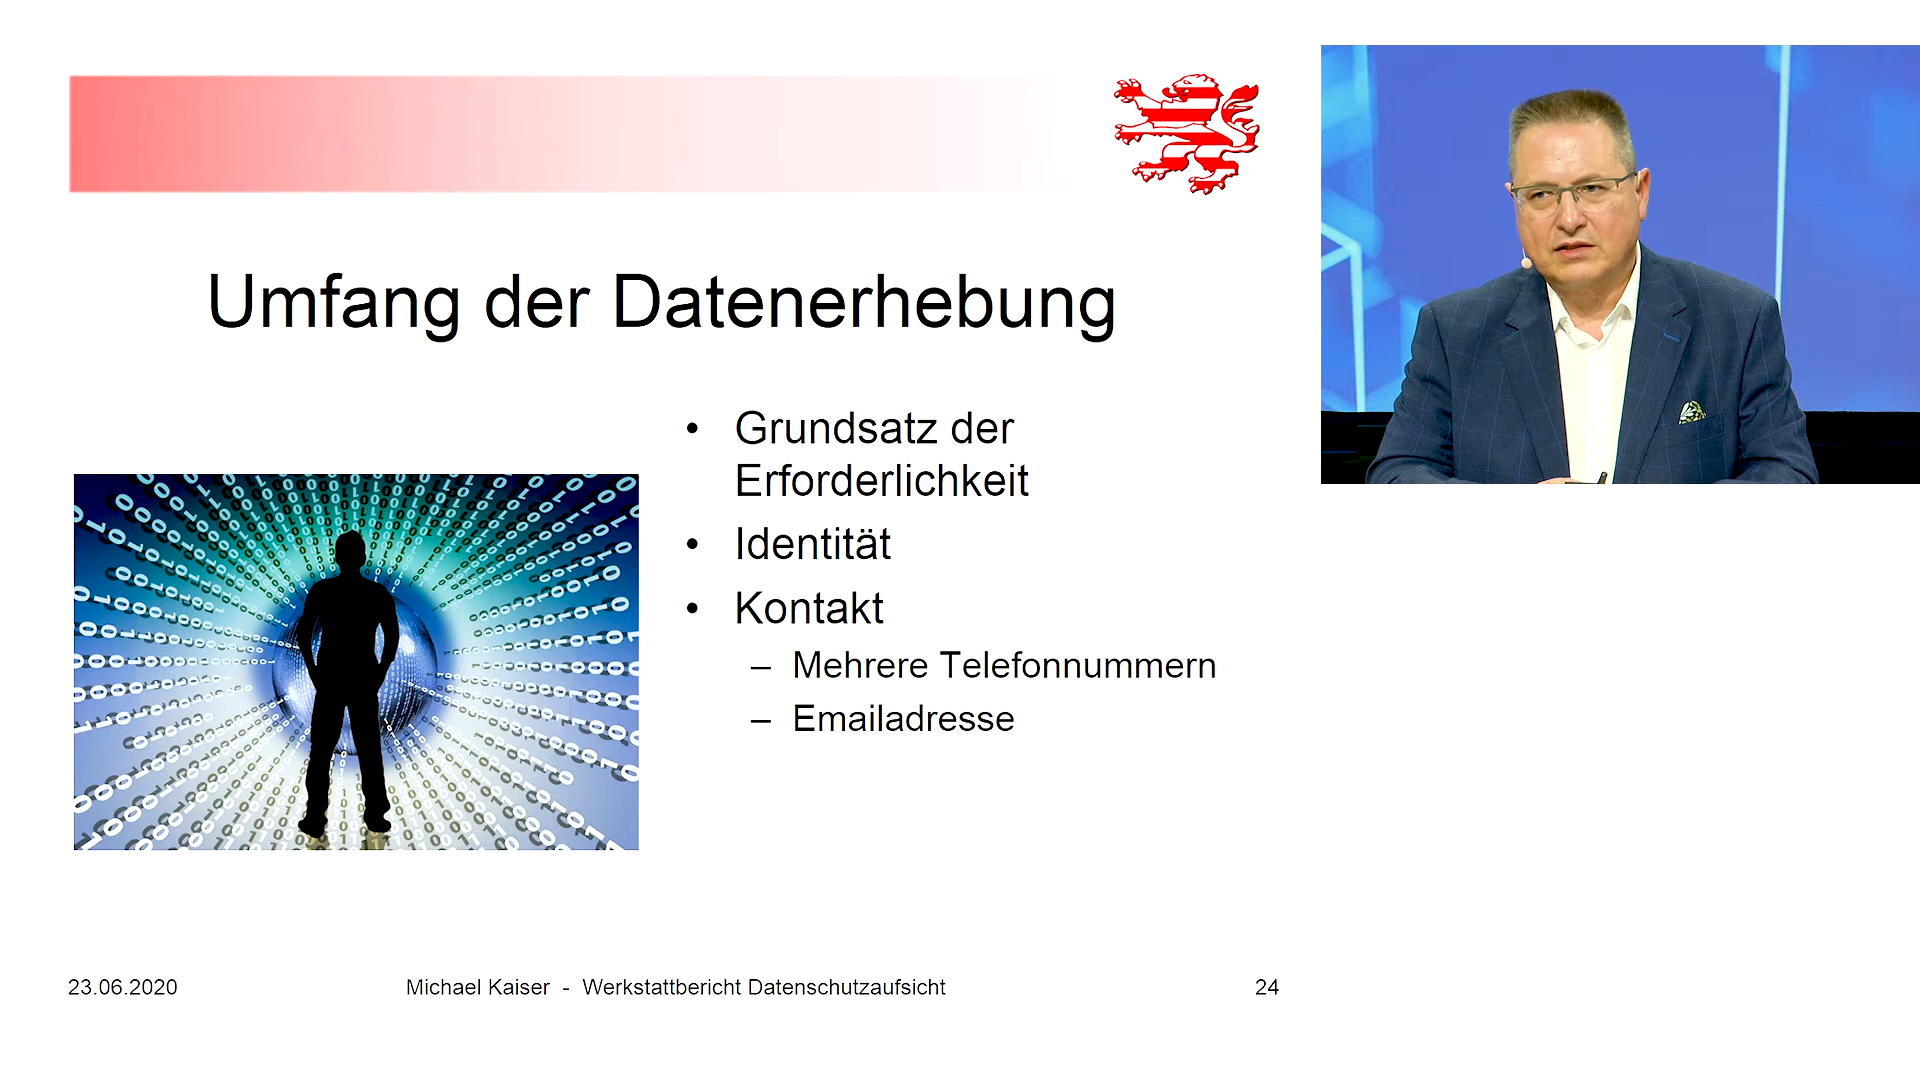 Umfang der Datenerhebung
• Grundsatz der
Erforderlichkeit
• Identität
• Kontakt
– Mehrere Telefonnummern
– Emailadresse
23.06.2020
Michael Kaiser - Werkstattbericht Datenschutzaufsicht
24